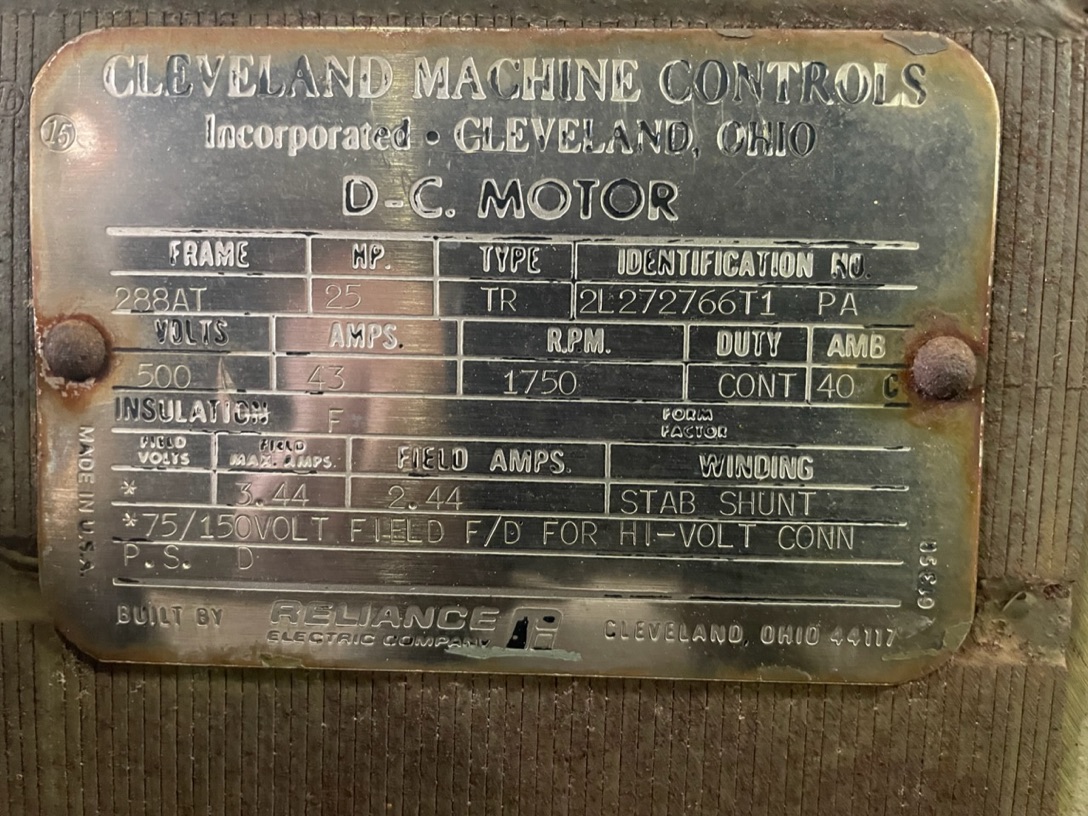 CLEVELAND MACHINE CONTROLS
15
Incorporated • CLEVELAND, OHIO
D-C. MOTOR
FRAME HP. TYPE IDENTIFICATION NO.
288AT 25 TR 2L272766T1 PA
VOLTS AMPS. R.P.M. DUTY AMB
500 43 1750 CONT 40 C
INSULATION F FORM FACTOR
FIELD VOLTS FIELD MAX. AMPS. FIELD AMPS. WINDING
* 3.44 2.44 STAB SHUNT
*75/150VOLT FIELD F/D FOR HI-VOLT CONN
P.S. D
MADE IN U.S.A.
BUILT BY RELIANCE ELECTRIC COMPANY CLEVELAND, OHIO 44117